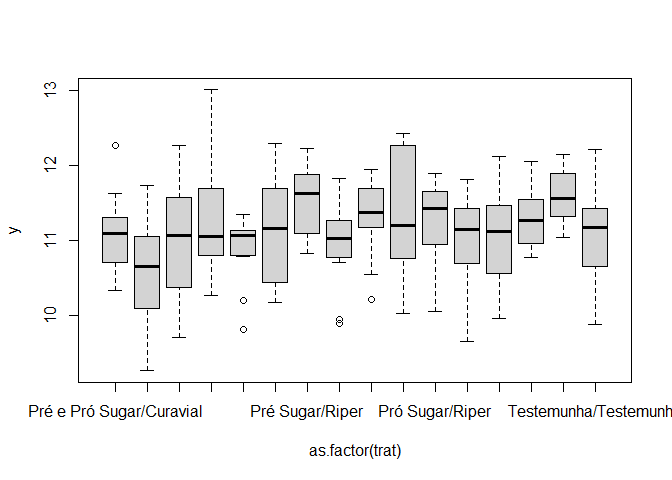 13
12
11
10
y
Pré e Pró Sugar/Curavial Pré Sugar/Riper Pró Sugar/Riper Testemunha/Testemunh
as.factor(trat)